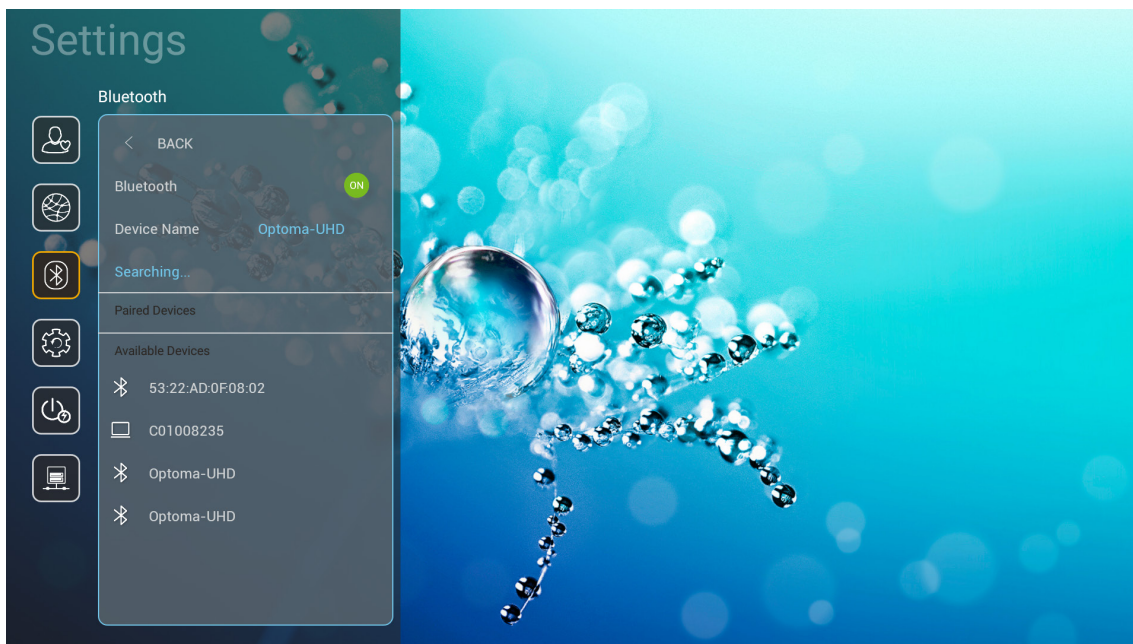 Settings
Bluetooth
BACK
Bluetooth ON
Device Name Optoma-UHD
Searching...
Paired Devices
Available Devices
53:22:AD:0F:08:02
C01008235
Optoma-UHD
Optoma-UHD